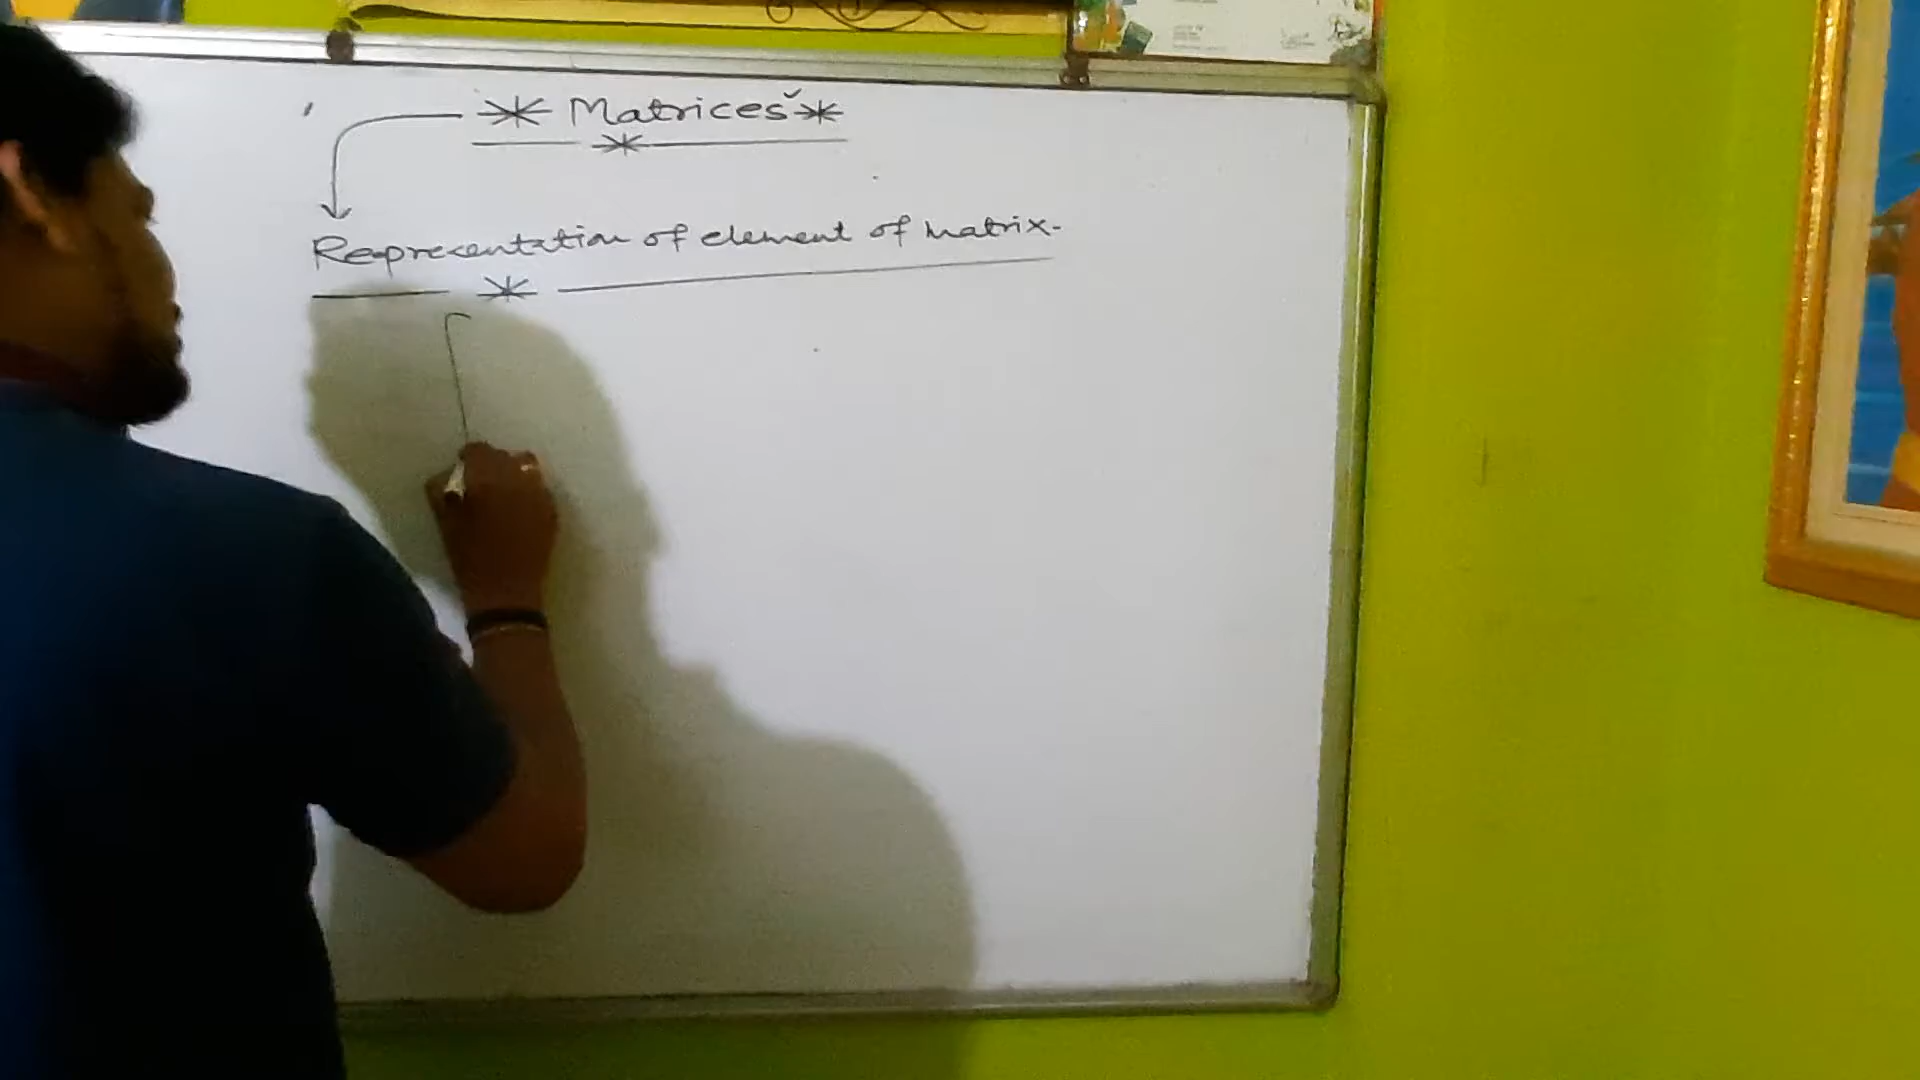 Matrices
Representation of element of matrix-